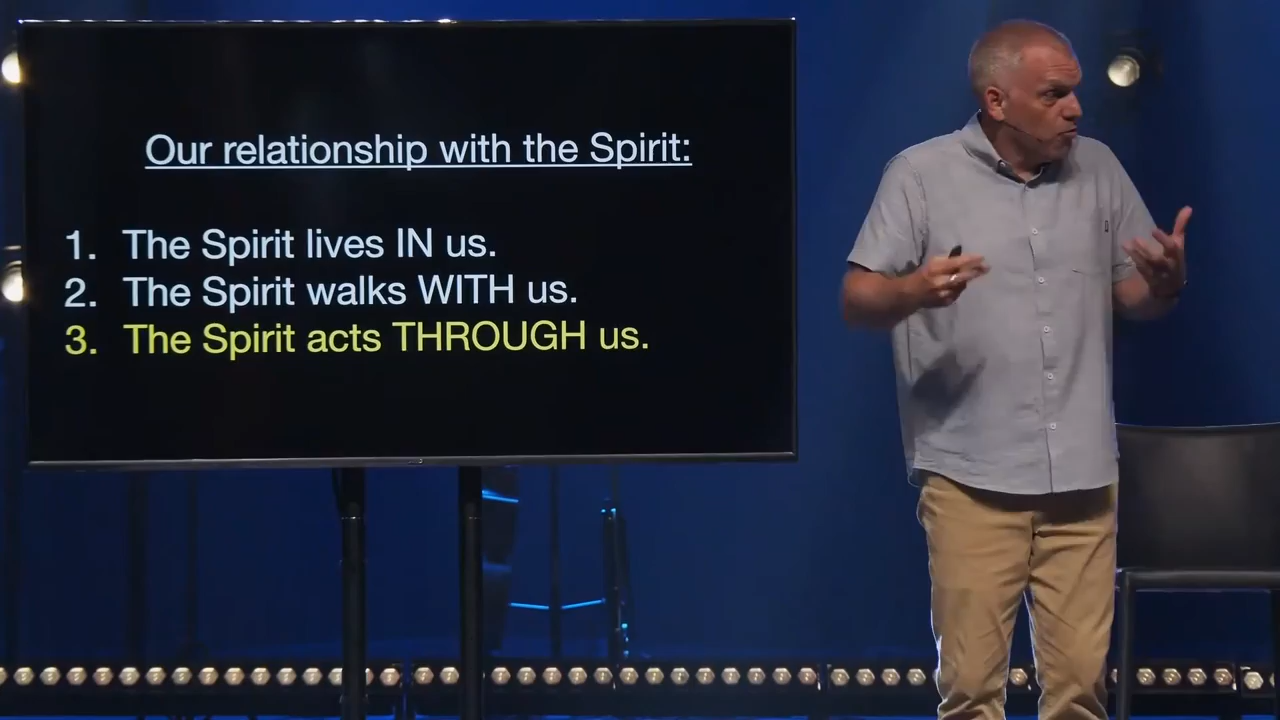 Our relationship with the Spirit:
1. The Spirit lives IN us.
2. The Spirit walks WITH us.
3. The Spirit acts THROUGH us.